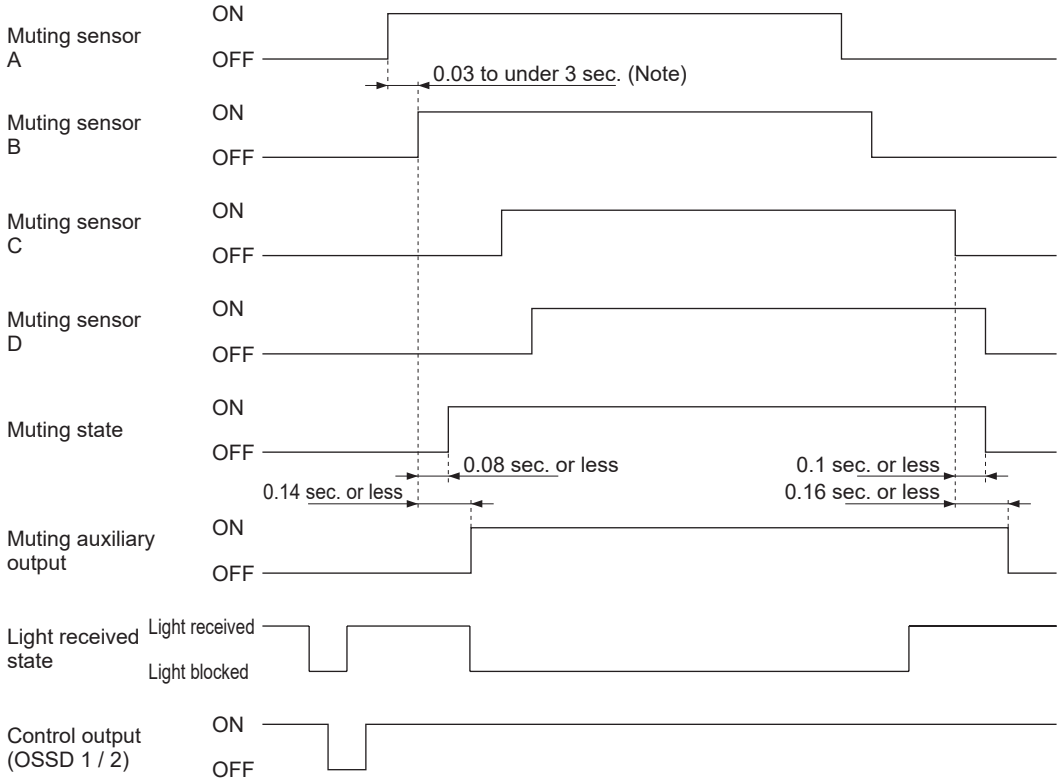 ON
Muting sensor
A
OFF
0.03 to under 3 sec. (Note)
ON
Muting sensor
B
OFF
ON
Muting sensor
C
OFF
ON
Muting sensor
D
OFF
ON
Muting state
OFF
0.08 sec. or less
0.1 sec. or less
0.14 sec. or less
0.16 sec. or less
ON
Muting auxiliary
output
OFF
Light received
state
Light received
Light blocked
ON
Control output
(OSSD 1 / 2)
OFF